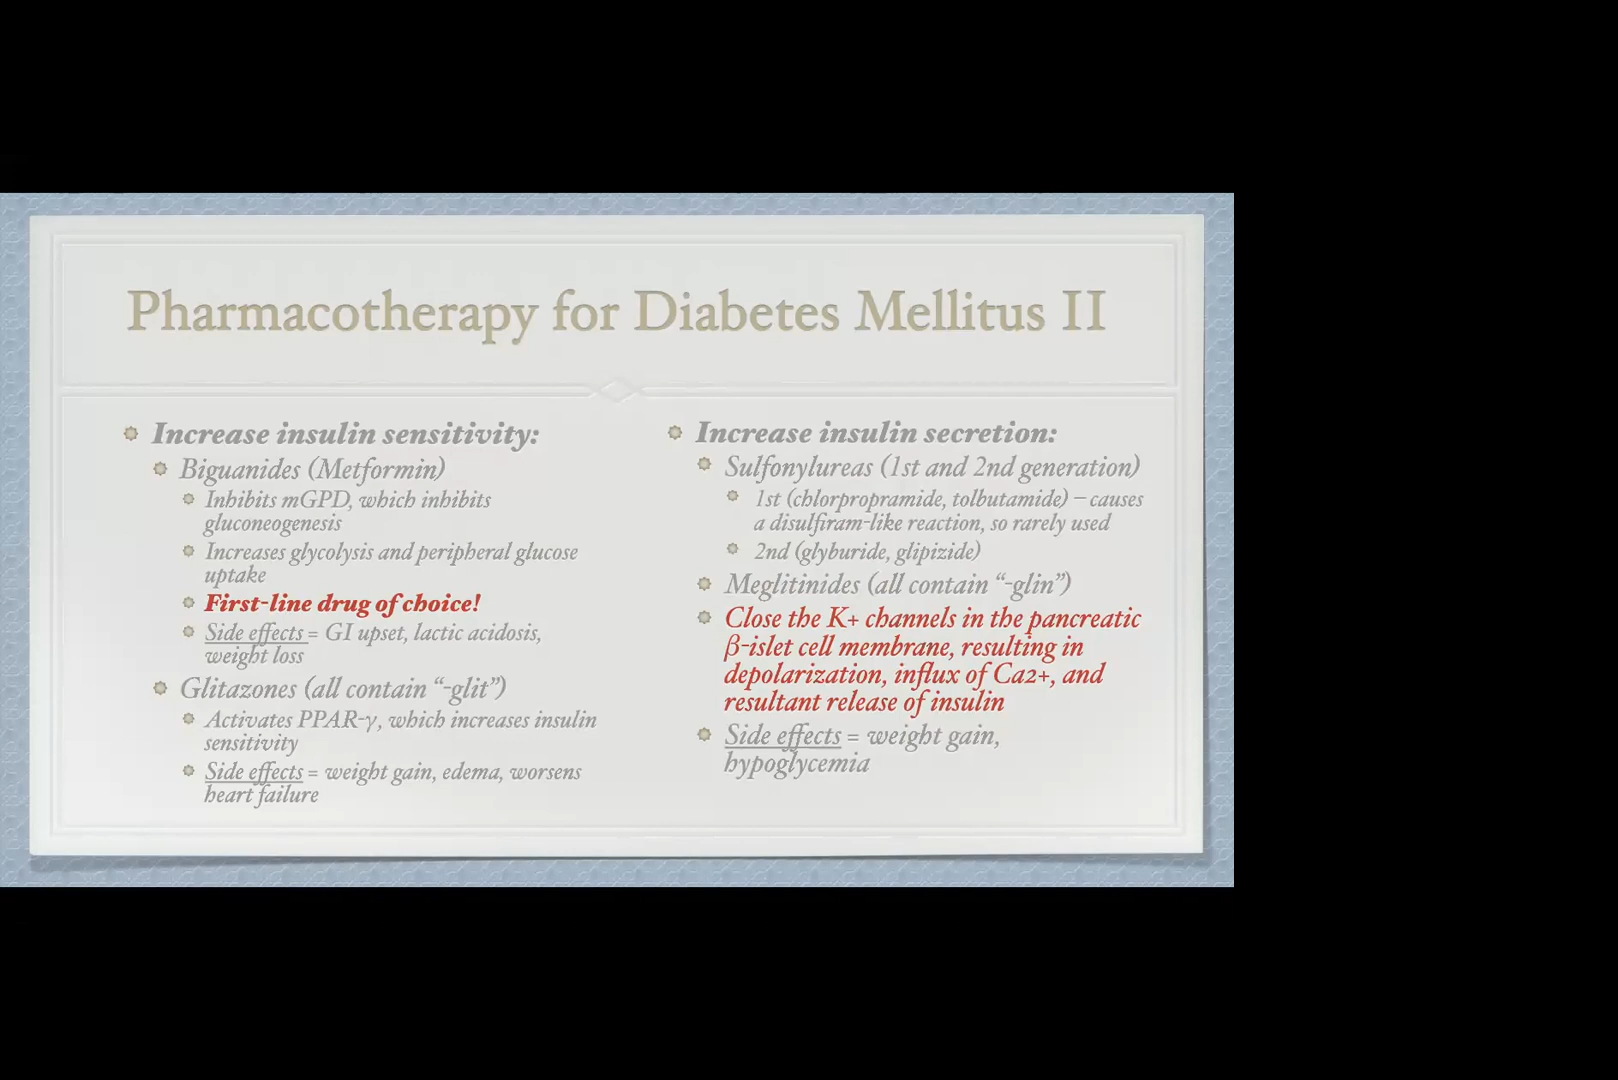 Pharmacotherapy for Diabetes Mellitus II
Increase insulin sensitivity:
Biguanides (Metformin)
Inhibits mGPD, which inhibits
gluconeogenesis
Increases glycolysis and peripheral glucose
uptake
First-line drug of choice!
Side effects = GI upset, lactic acidosis,
weight loss
Glitazones (all contain “-glit”)
Activates PPAR-γ, which increases insulin
sensitivity
Side effects = weight gain, edema, worsens
heart failure
Increase insulin secretion:
Sulfonylureas (1st and 2nd generation)
1st (chlorpropramide, tolbutamide) – causes
a disulfiram-like reaction, so rarely used
2nd (glyburide, glipizide)
Meglitinides (all contain “-glin”)
Close the K+ channels in the pancreatic
β-islet cell membrane, resulting in
depolarization, influx of Ca2+, and
resultant release of insulin
Side effects = weight gain,
hypoglycemia